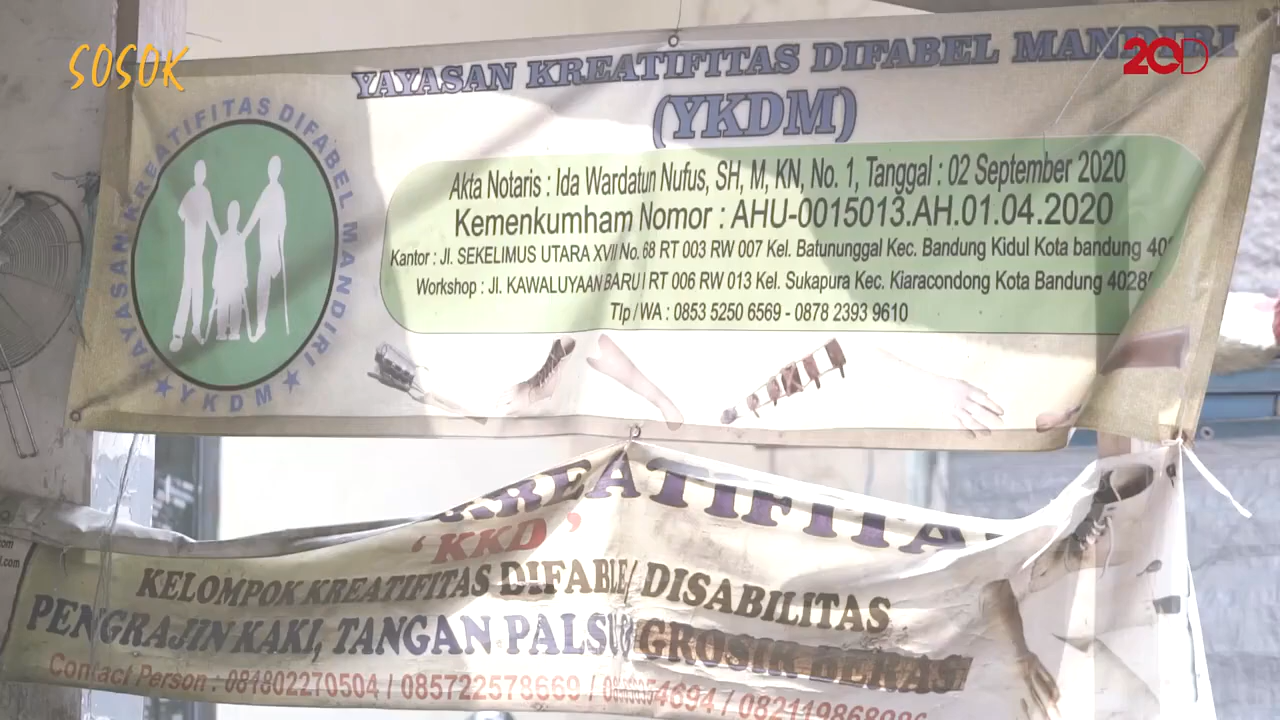 SOSOK
20D
YAYASAN KREATIFITAS DIFABEL MANDIRI
(YKDM)
YAYASAN KREATIFITAS DIFABEL MANDIRI
★ YKDM ★
Akta Notaris : Ida Wardatun Nufus, SH, M, KN, No. 1, Tanggal : 02 September 2020
Kemenkumham Nomor : AHU-0015013.AH.01.04.2020
Kantor : Jl. SEKELIMUS UTARA XVII No. 68 RT 003 RW 007 Kel. Batununggal Kec. Bandung Kidul Kota bandung
Workshop : Jl. KAWALUYAAN BARU I RT 006 RW 013 Kel. Sukapura Kec. Kiaracondong Kota Bandung
Tlp / WA : 0853 5250 6569 - 0878 2393 9610
KREATIFITA
'KKD'
KELOMPOK KREATIFITAS DIFABLE/ DISABILITAS
PENGRAJIN KAKI, TANGAN PALSU GROSIR BERAS
Contact Person : 081802270504 / 085722578669 /